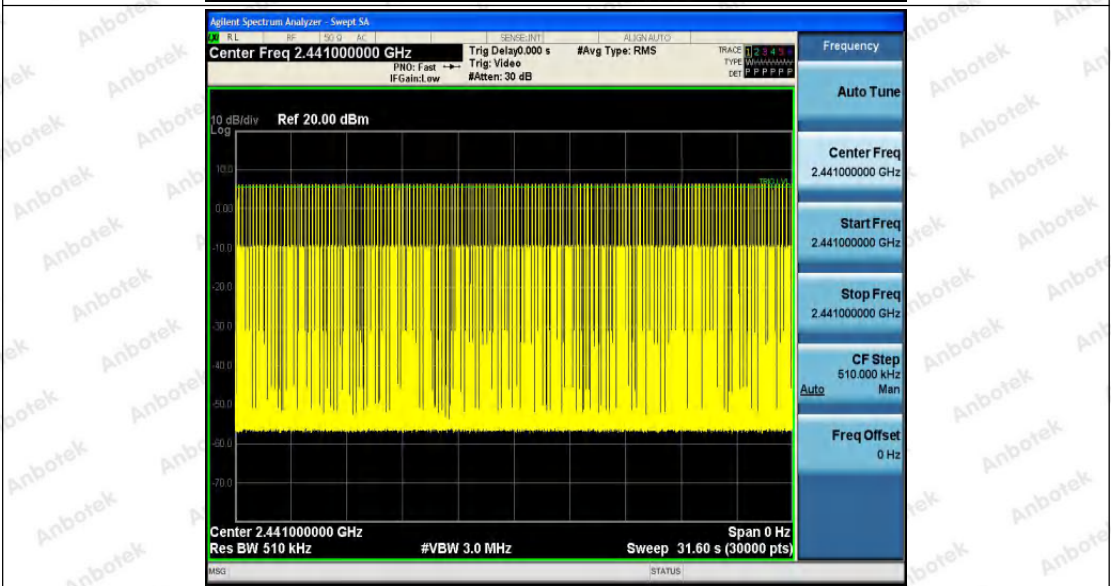 Agilent Spectrum Analyzer - Swept SA
RL RF 50 Ω AC SENSE:INT ALIGN AUTO
Center Freq 2.441000000 GHz
PNO: Fast
IFGain:Low
Trig Delay0.000 s
Trig: Video
#Atten: 30 dB
#Avg Type: RMS
TRACE 1 2 3 4 5 6
TYPE W
DET P P P P P P
10 dB/div Ref 20.00 dBm
Log
10.0
0.00
-10.0
-20.0
-30.0
-40.0
-50.0
-60.0
-70.0
TRIG LVL
Center 2.441000000 GHz
Span 0 Hz
Res BW 510 kHz
#VBW 3.0 MHz
Sweep 31.60 s (30000 pts)
MSG
STATUS
Frequency
Auto Tune
Center Freq
2.441000000 GHz
Start Freq
2.441000000 GHz
Stop Freq
2.441000000 GHz
CF Step
510.000 kHz
Auto Man
Freq Offset
0 Hz
Anbotek